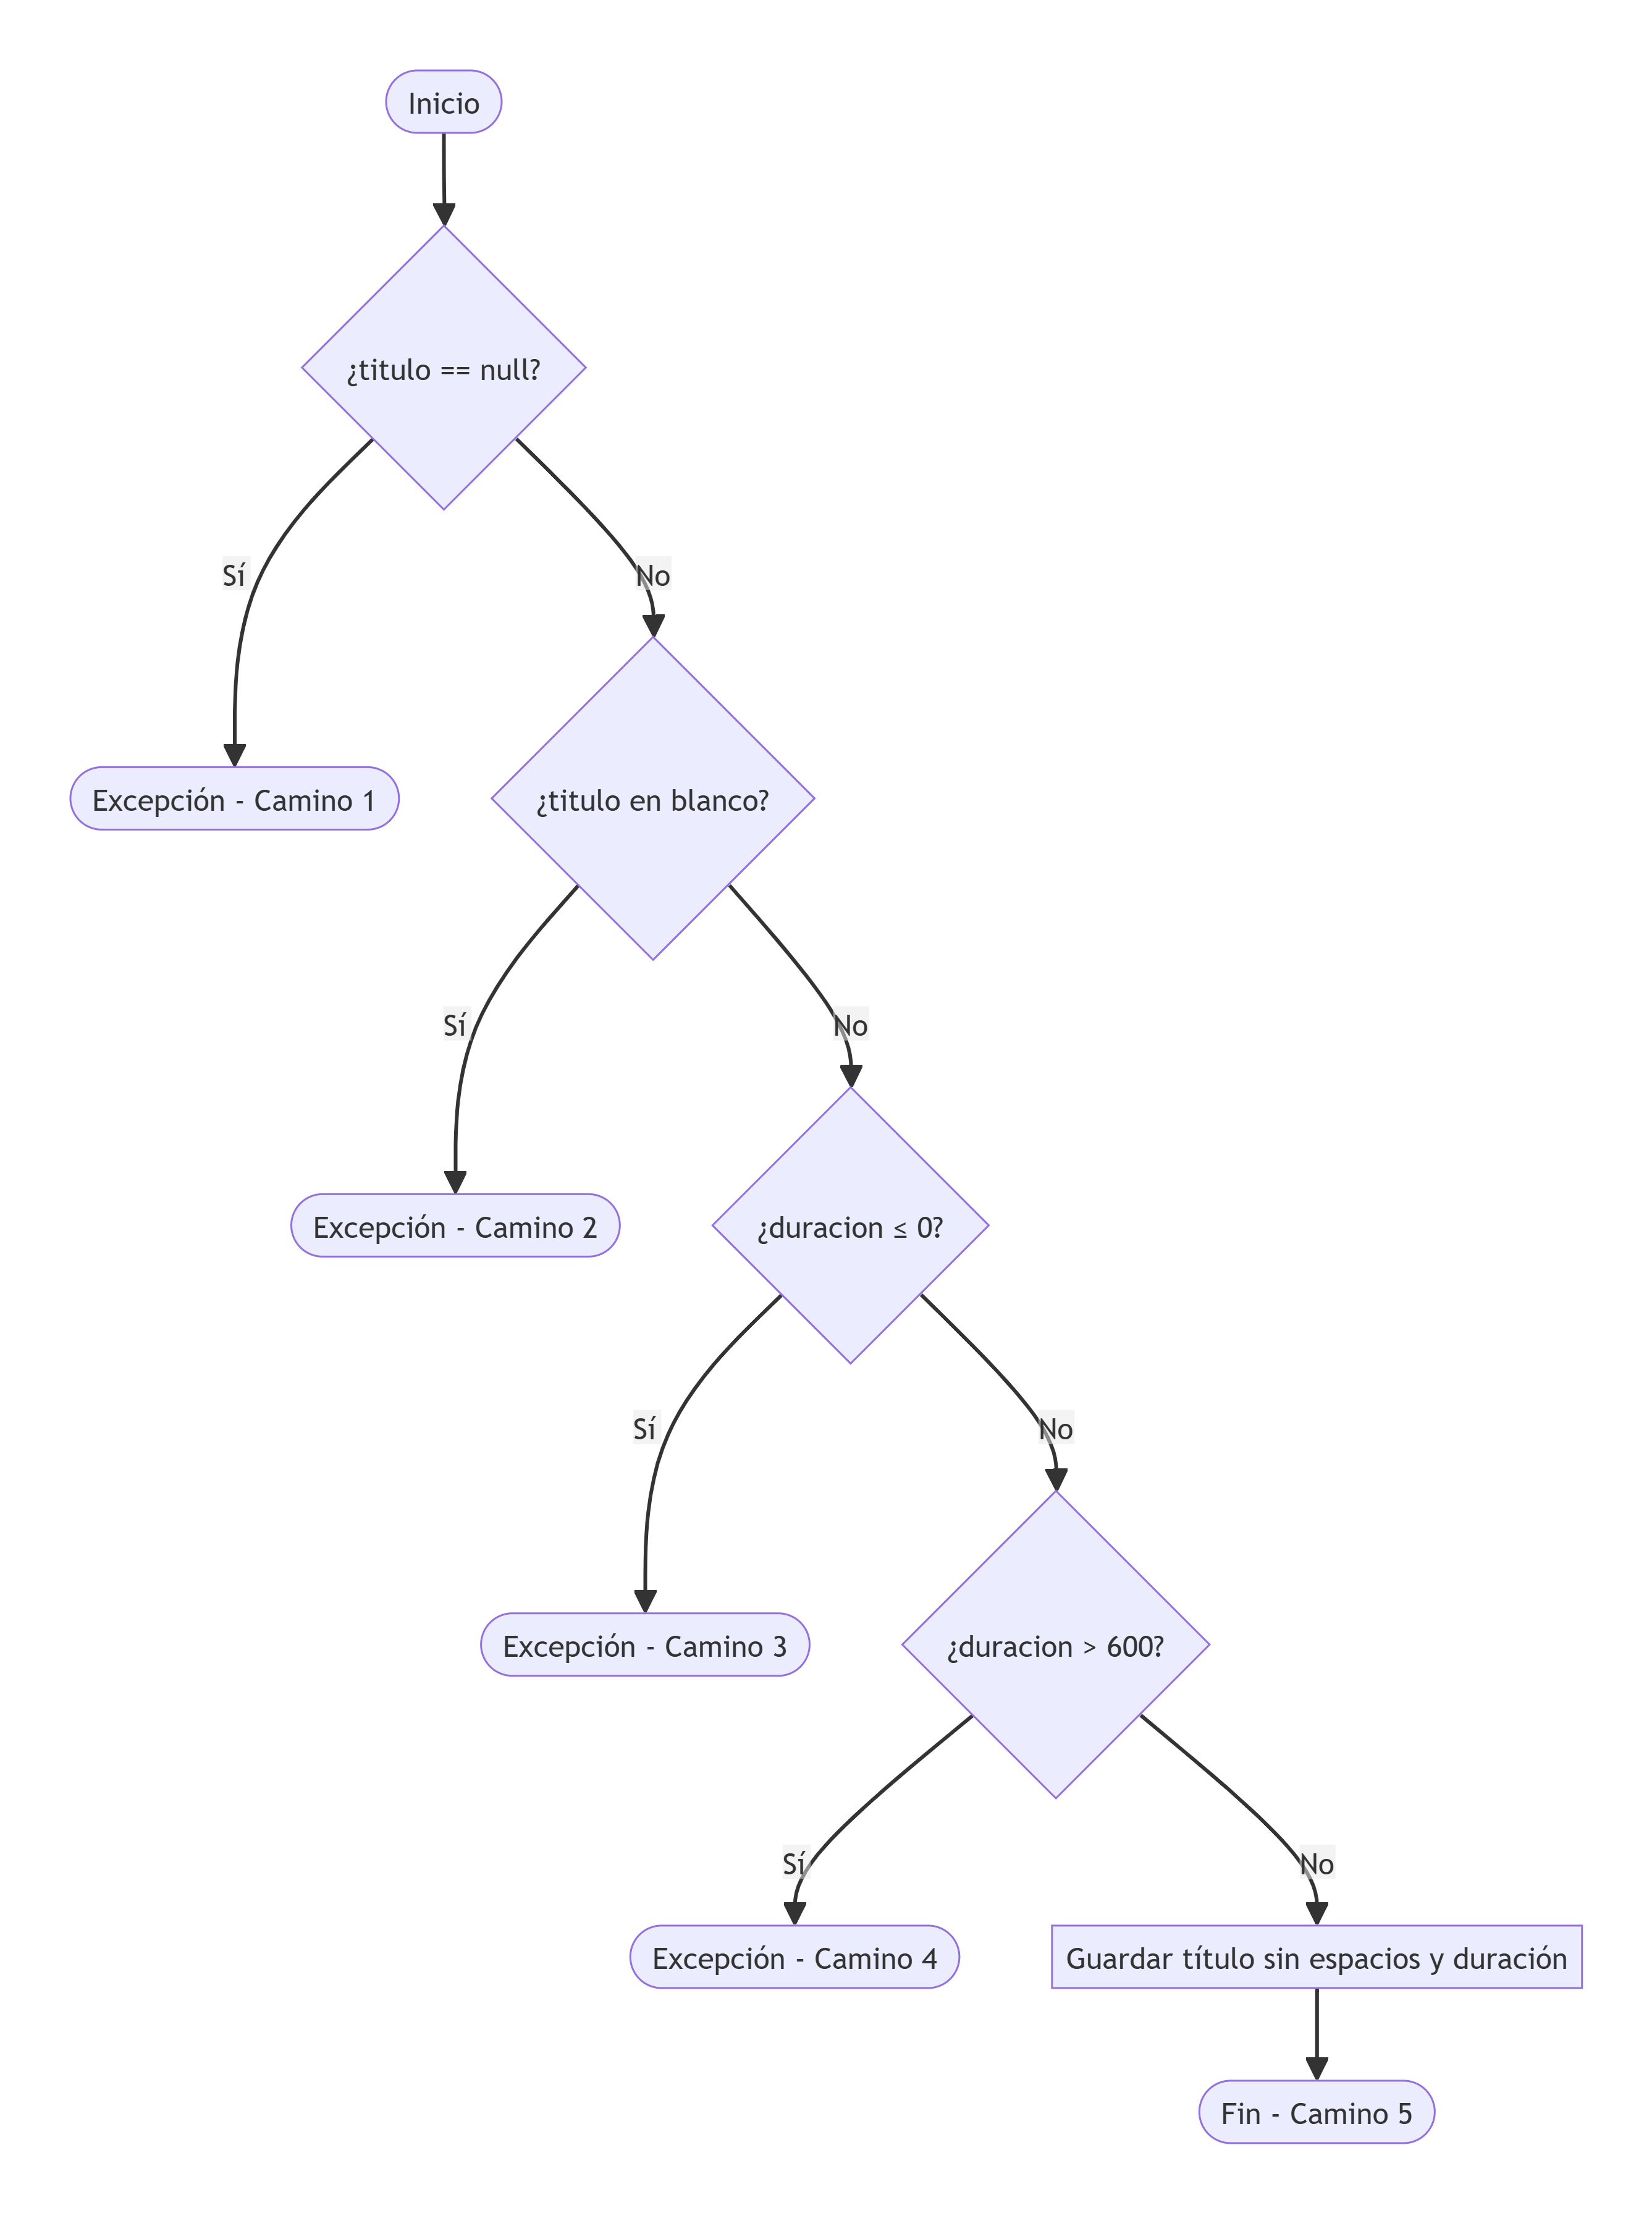 Inicio
¿titulo == null?
Sí
No
Excepción - Camino 1
¿titulo en blanco?
Sí
No
Excepción - Camino 2
¿duracion ≤ 0?
Sí
No
Excepción - Camino 3
¿duracion > 600?
Sí
No
Excepción - Camino 4
Guardar título sin espacios y duración
Fin - Camino 5